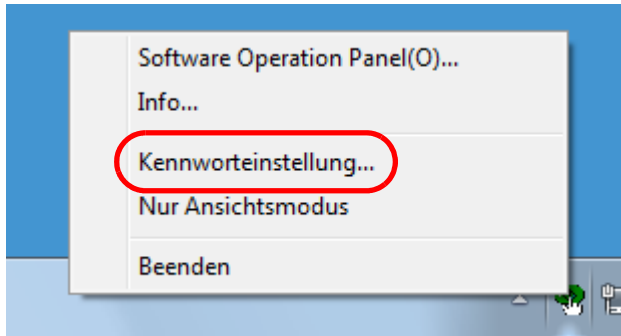 Software Operation Panel(O)...
Info...
Kennworteinstellung...
Nur Ansichtsmodus
Beenden